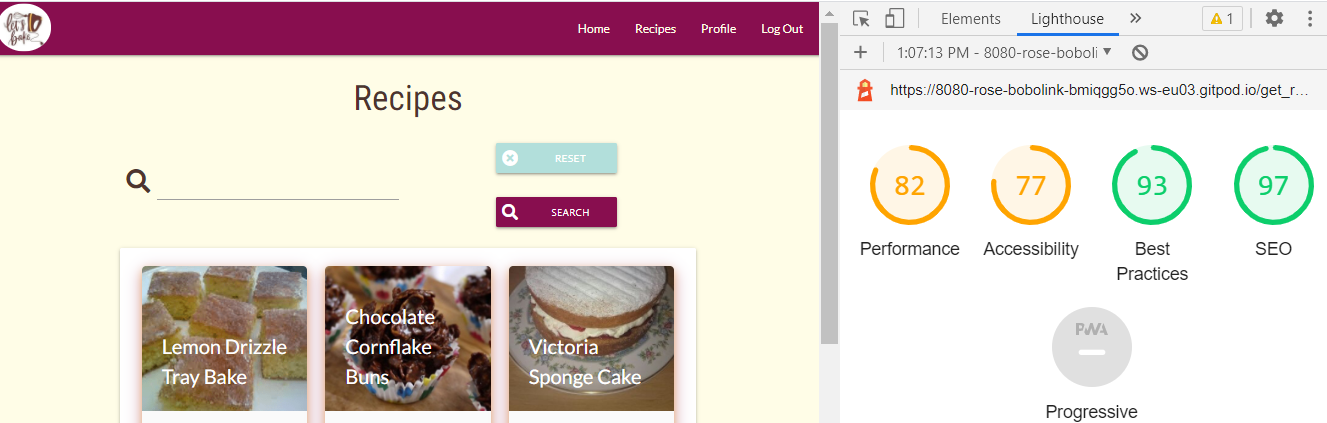 let's
bake
Home Recipes Profile Log Out
Recipes
RESET
SEARCH
Lemon Drizzle
Tray Bake
Chocolate
Cornflake
Buns
Victoria
Sponge Cake
Elements Lighthouse » 1
1:07:13 PM - 8080-rose-boboli
https://8080-rose-bobolink-bmiqgg5o.ws-eu03.gitpod.io/get_r...
82 77 93 97
Performance Accessibility Best
Practices SEO
PWA
Progressive